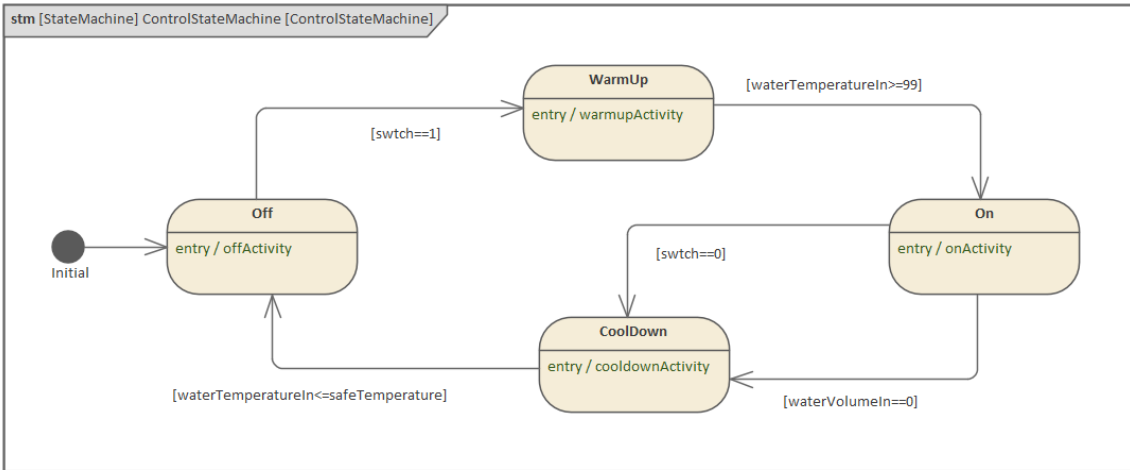 stm [StateMachine] ControlStateMachine [ControlStateMachine]
WarmUp
entry / warmupActivity
[waterTemperatureIn>=99]
[swtch==1]
Off
entry / offActivity
Initial
On
entry / onActivity
[swtch==0]
CoolDown
entry / cooldownActivity
[waterTemperatureIn<=safeTemperature]
[waterVolumeIn==0]